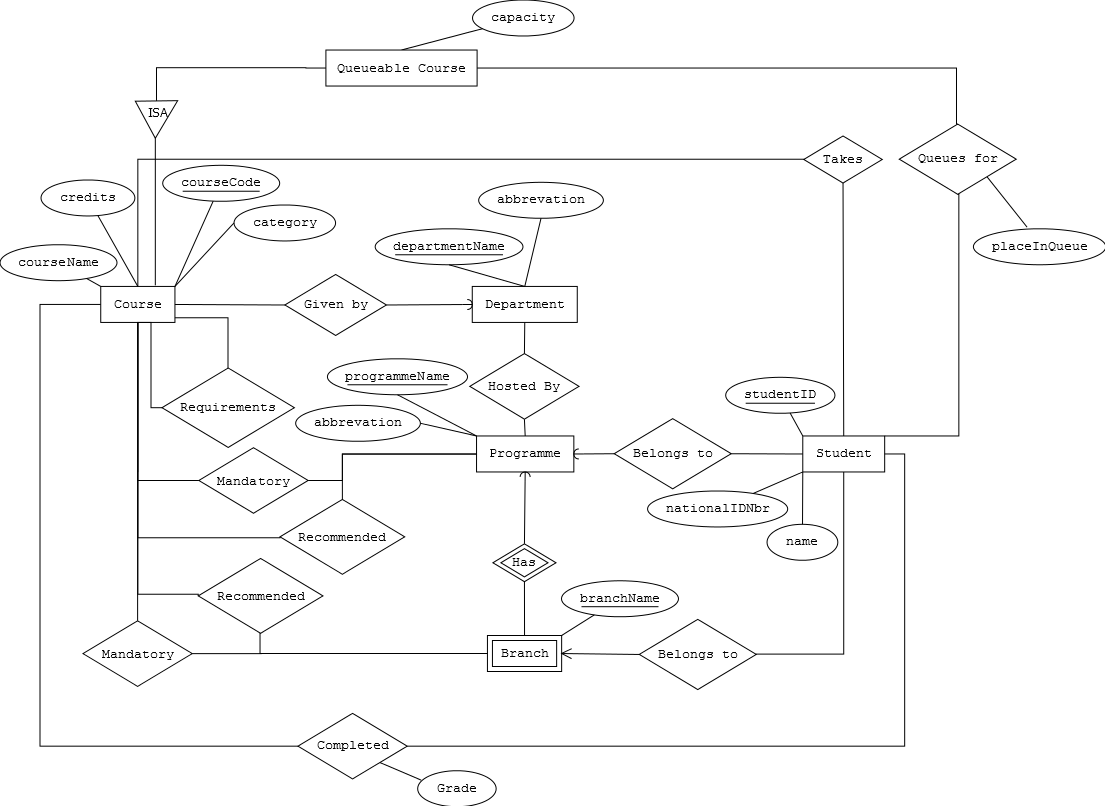 capacity
Queueable Course
ISA
Takes
Queues for
courseCode
credits
abbrevation
category
departmentName
placeInQueue
courseName
Course
Given by
Department
programmeName
Hosted By
studentID
Requirements
abbrevation
Programme
Belongs to
Student
Mandatory
nationalIDNbr
Recommended
name
Has
Recommended
branchName
Mandatory
Branch
Belongs to
Completed
Grade